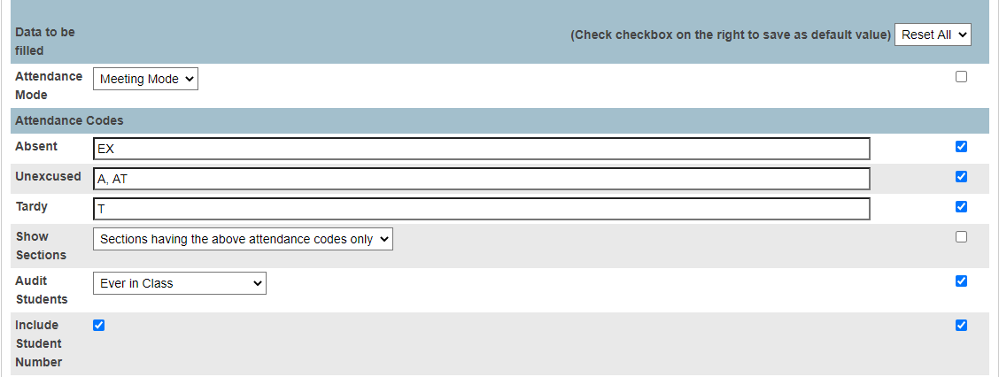 Data to be
filled
(Check checkbox on the right to save as default value) Reset All
Attendance
Mode
Meeting Mode
Attendance Codes
Absent
EX
Unexcused
A, AT
Tardy
T
Show
Sections
Sections having the above attendance codes only
Audit
Students
Ever in Class
Include
Student
Number